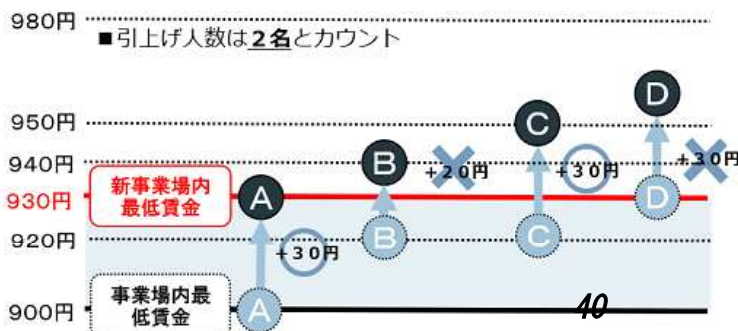 980円
■引上げ人数は2名とカウント
950円
940円
930円
920円
900円
新事業場内
最低賃金
事業場内最
低賃金
A
B
C
D
+30円
+20円
+30円
+30円
A
B
C
D
40